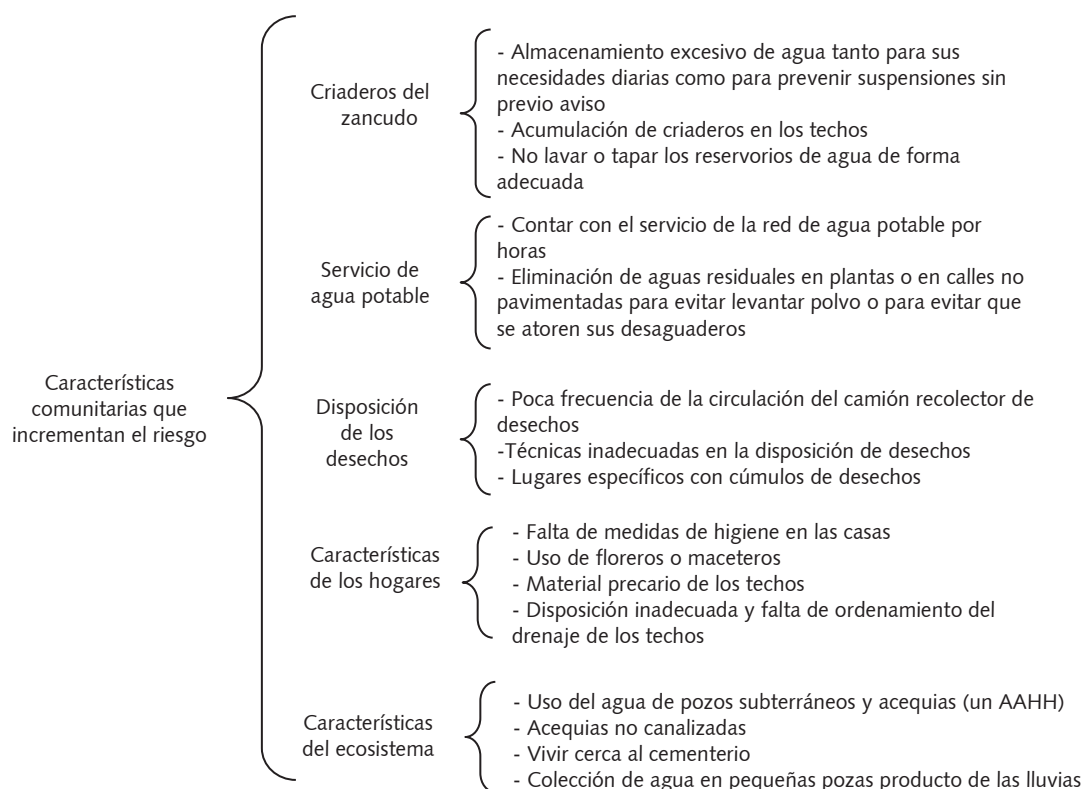 Características
comunitarias que
incrementan el riesgo
Criaderos del
zancudo
- Almacenamiento excesivo de agua tanto para sus
necesidades diarias como para prevenir suspensiones sin
previo aviso
- Acumulación de criaderos en los techos
- No lavar o tapar los reservorios de agua de forma
adecuada
Servicio de
agua potable
- Contar con el servicio de la red de agua potable por
horas
- Eliminación de aguas residuales en plantas o en calles no
pavimentadas para evitar levantar polvo o para evitar que
se atoren sus desaguaderos
Disposición
de los
desechos
- Poca frecuencia de la circulación del camión recolector de
desechos
-Técnicas inadecuadas en la disposición de desechos
- Lugares específicos con cúmulos de desechos
Características
de los hogares
- Falta de medidas de higiene en las casas
- Uso de floreros o maceteros
- Material precario de los techos
- Disposición inadecuada y falta de ordenamiento del
drenaje de los techos
Características
del ecosistema
- Uso del agua de pozos subterráneos y acequias (un AAHH)
- Acequias no canalizadas
- Vivir cerca al cementerio
- Colección de agua en pequeñas pozas producto de las lluvias